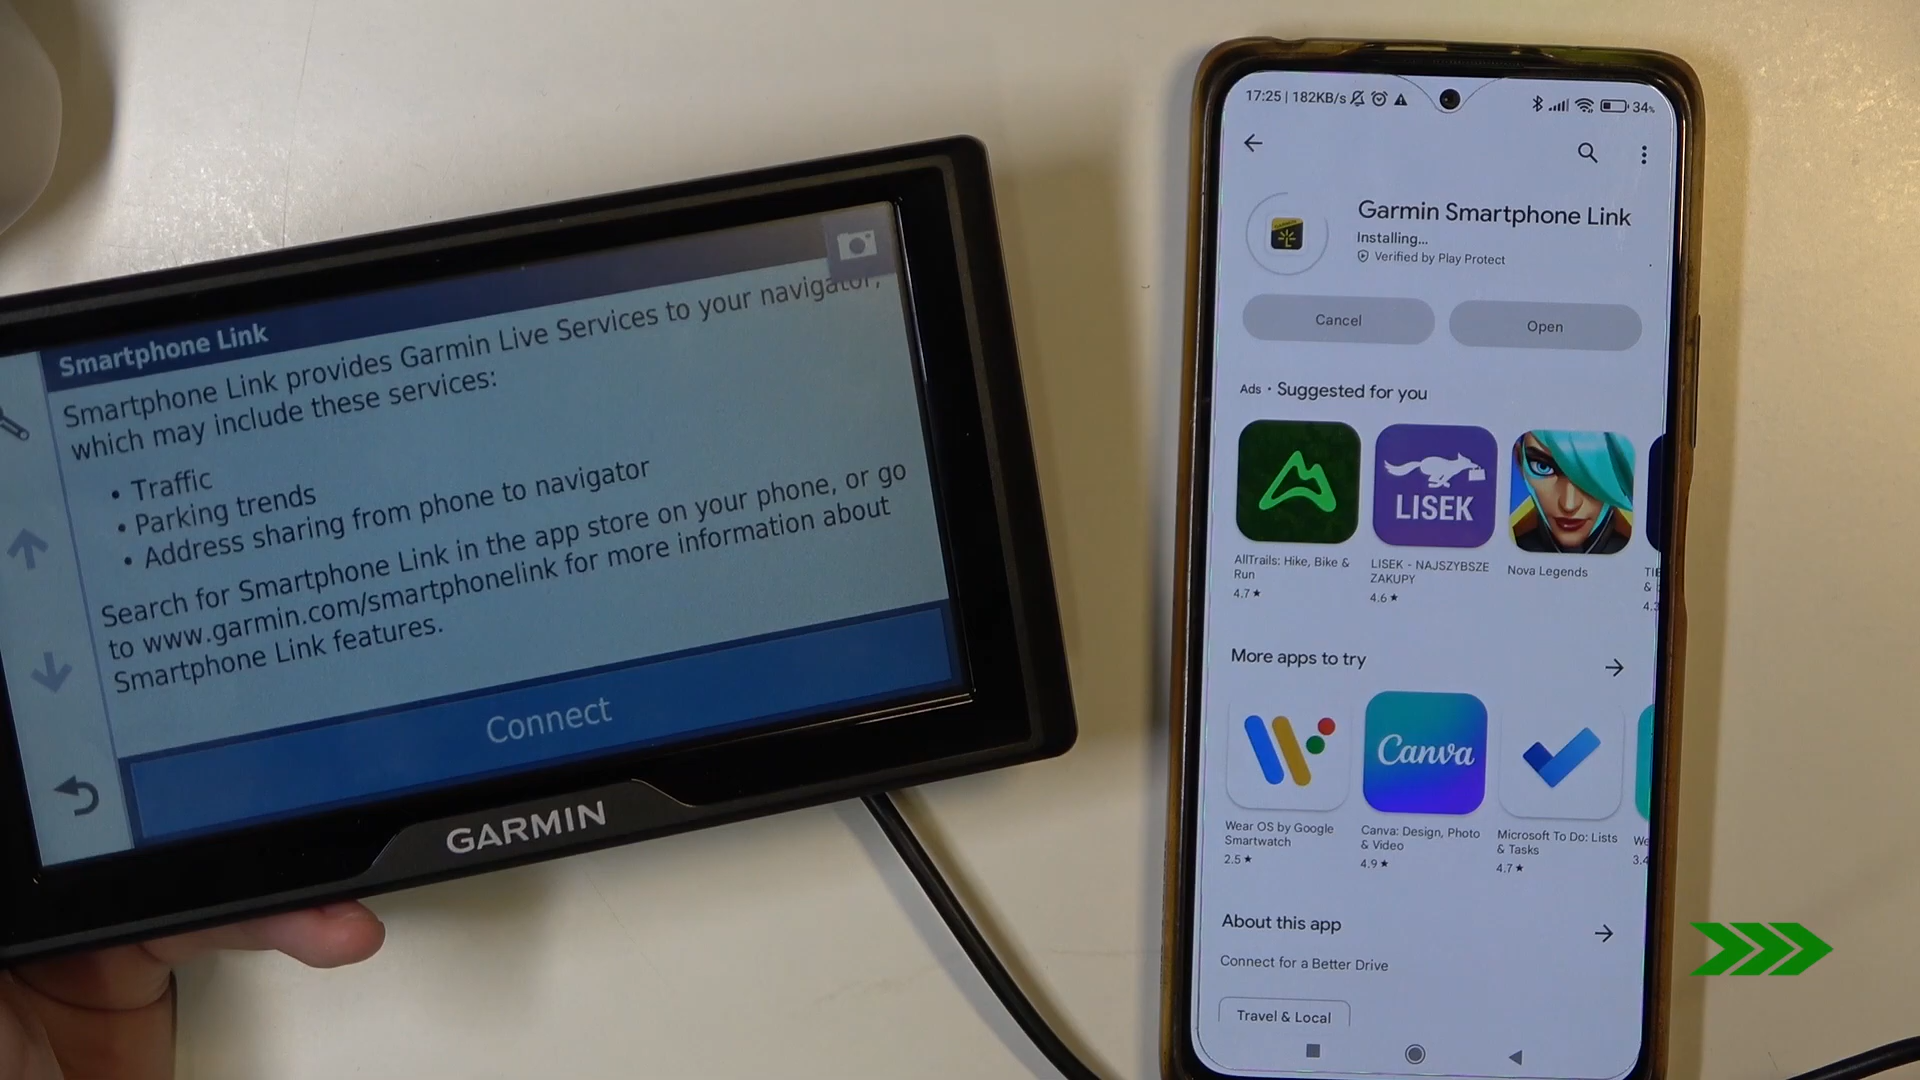 Smartphone Link
Smartphone Link provides Garmin Live Services to your navigator,
which may include these services:
• Traffic
• Parking trends
• Address sharing from phone to navigator
Search for Smartphone Link in the app store on your phone, or go
to www.garmin.com/smartphonelink for more information about
Smartphone Link features.
Connect
GARMIN
17:25 | 182KB/s
34%
Garmin Smartphone Link
Installing...
Verified by Play Protect
Cancel
Open
Ads • Suggested for you
LISEK
AllTrails: Hike, Bike &
Run
4.7★
LISEK - NAJSZYBSZE
ZAKUPY
4.6★
Nova Legends
TIE
&
4.
More apps to try
Canva
Wear OS by Google
Smartwatch
2.5★
Canva: Design, Photo
& Video
4.9★
Microsoft To Do: Lists
& Tasks
4.7★
We
3.4
About this app
Connect for a Better Drive
Travel & Local